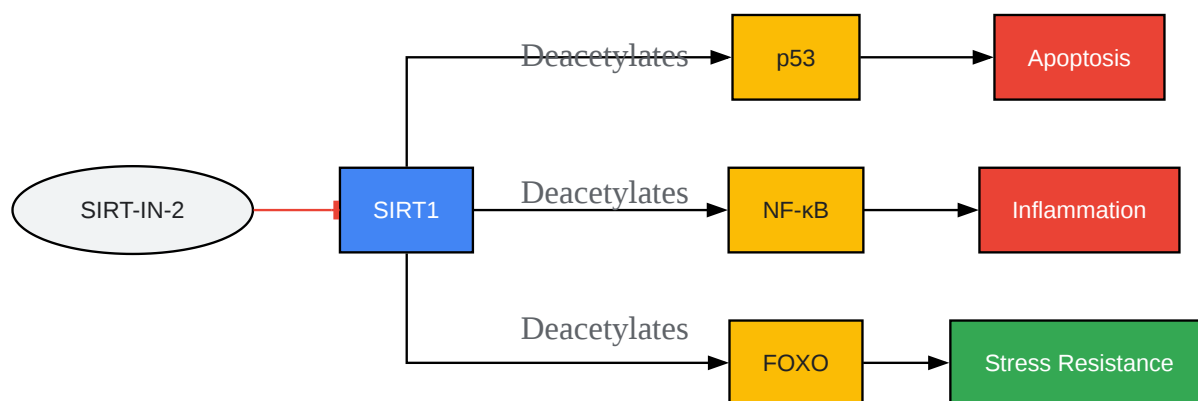 Deacetylates
p53
Apoptosis
SIRT-IN-2
SIRT1
Deacetylates
NF-κB
Inflammation
Deacetylates
FOXO
Stress Resistance